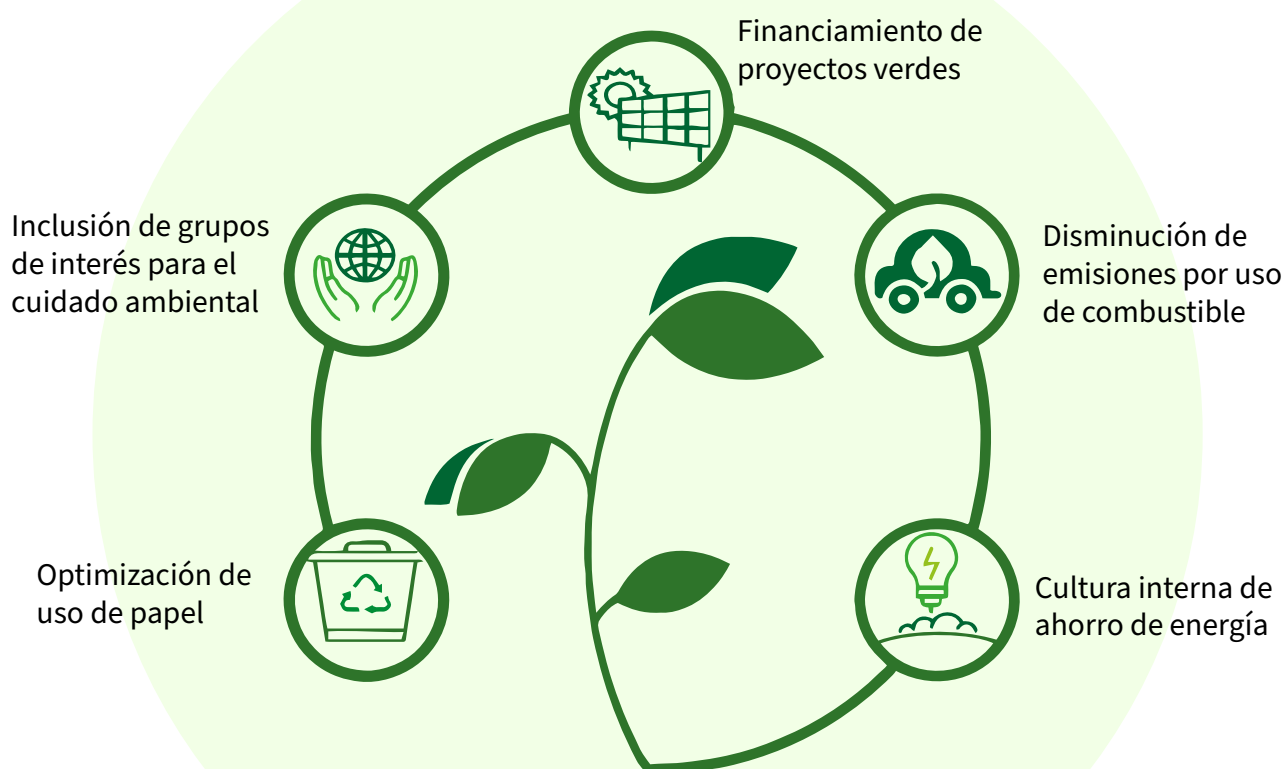 Financiamiento de
proyectos verdes
Inclusión de grupos
de interés para el
cuidado ambiental
Disminución de
emisiones por uso
de combustible
Optimización de
uso de papel
Cultura interna de
ahorro de energía